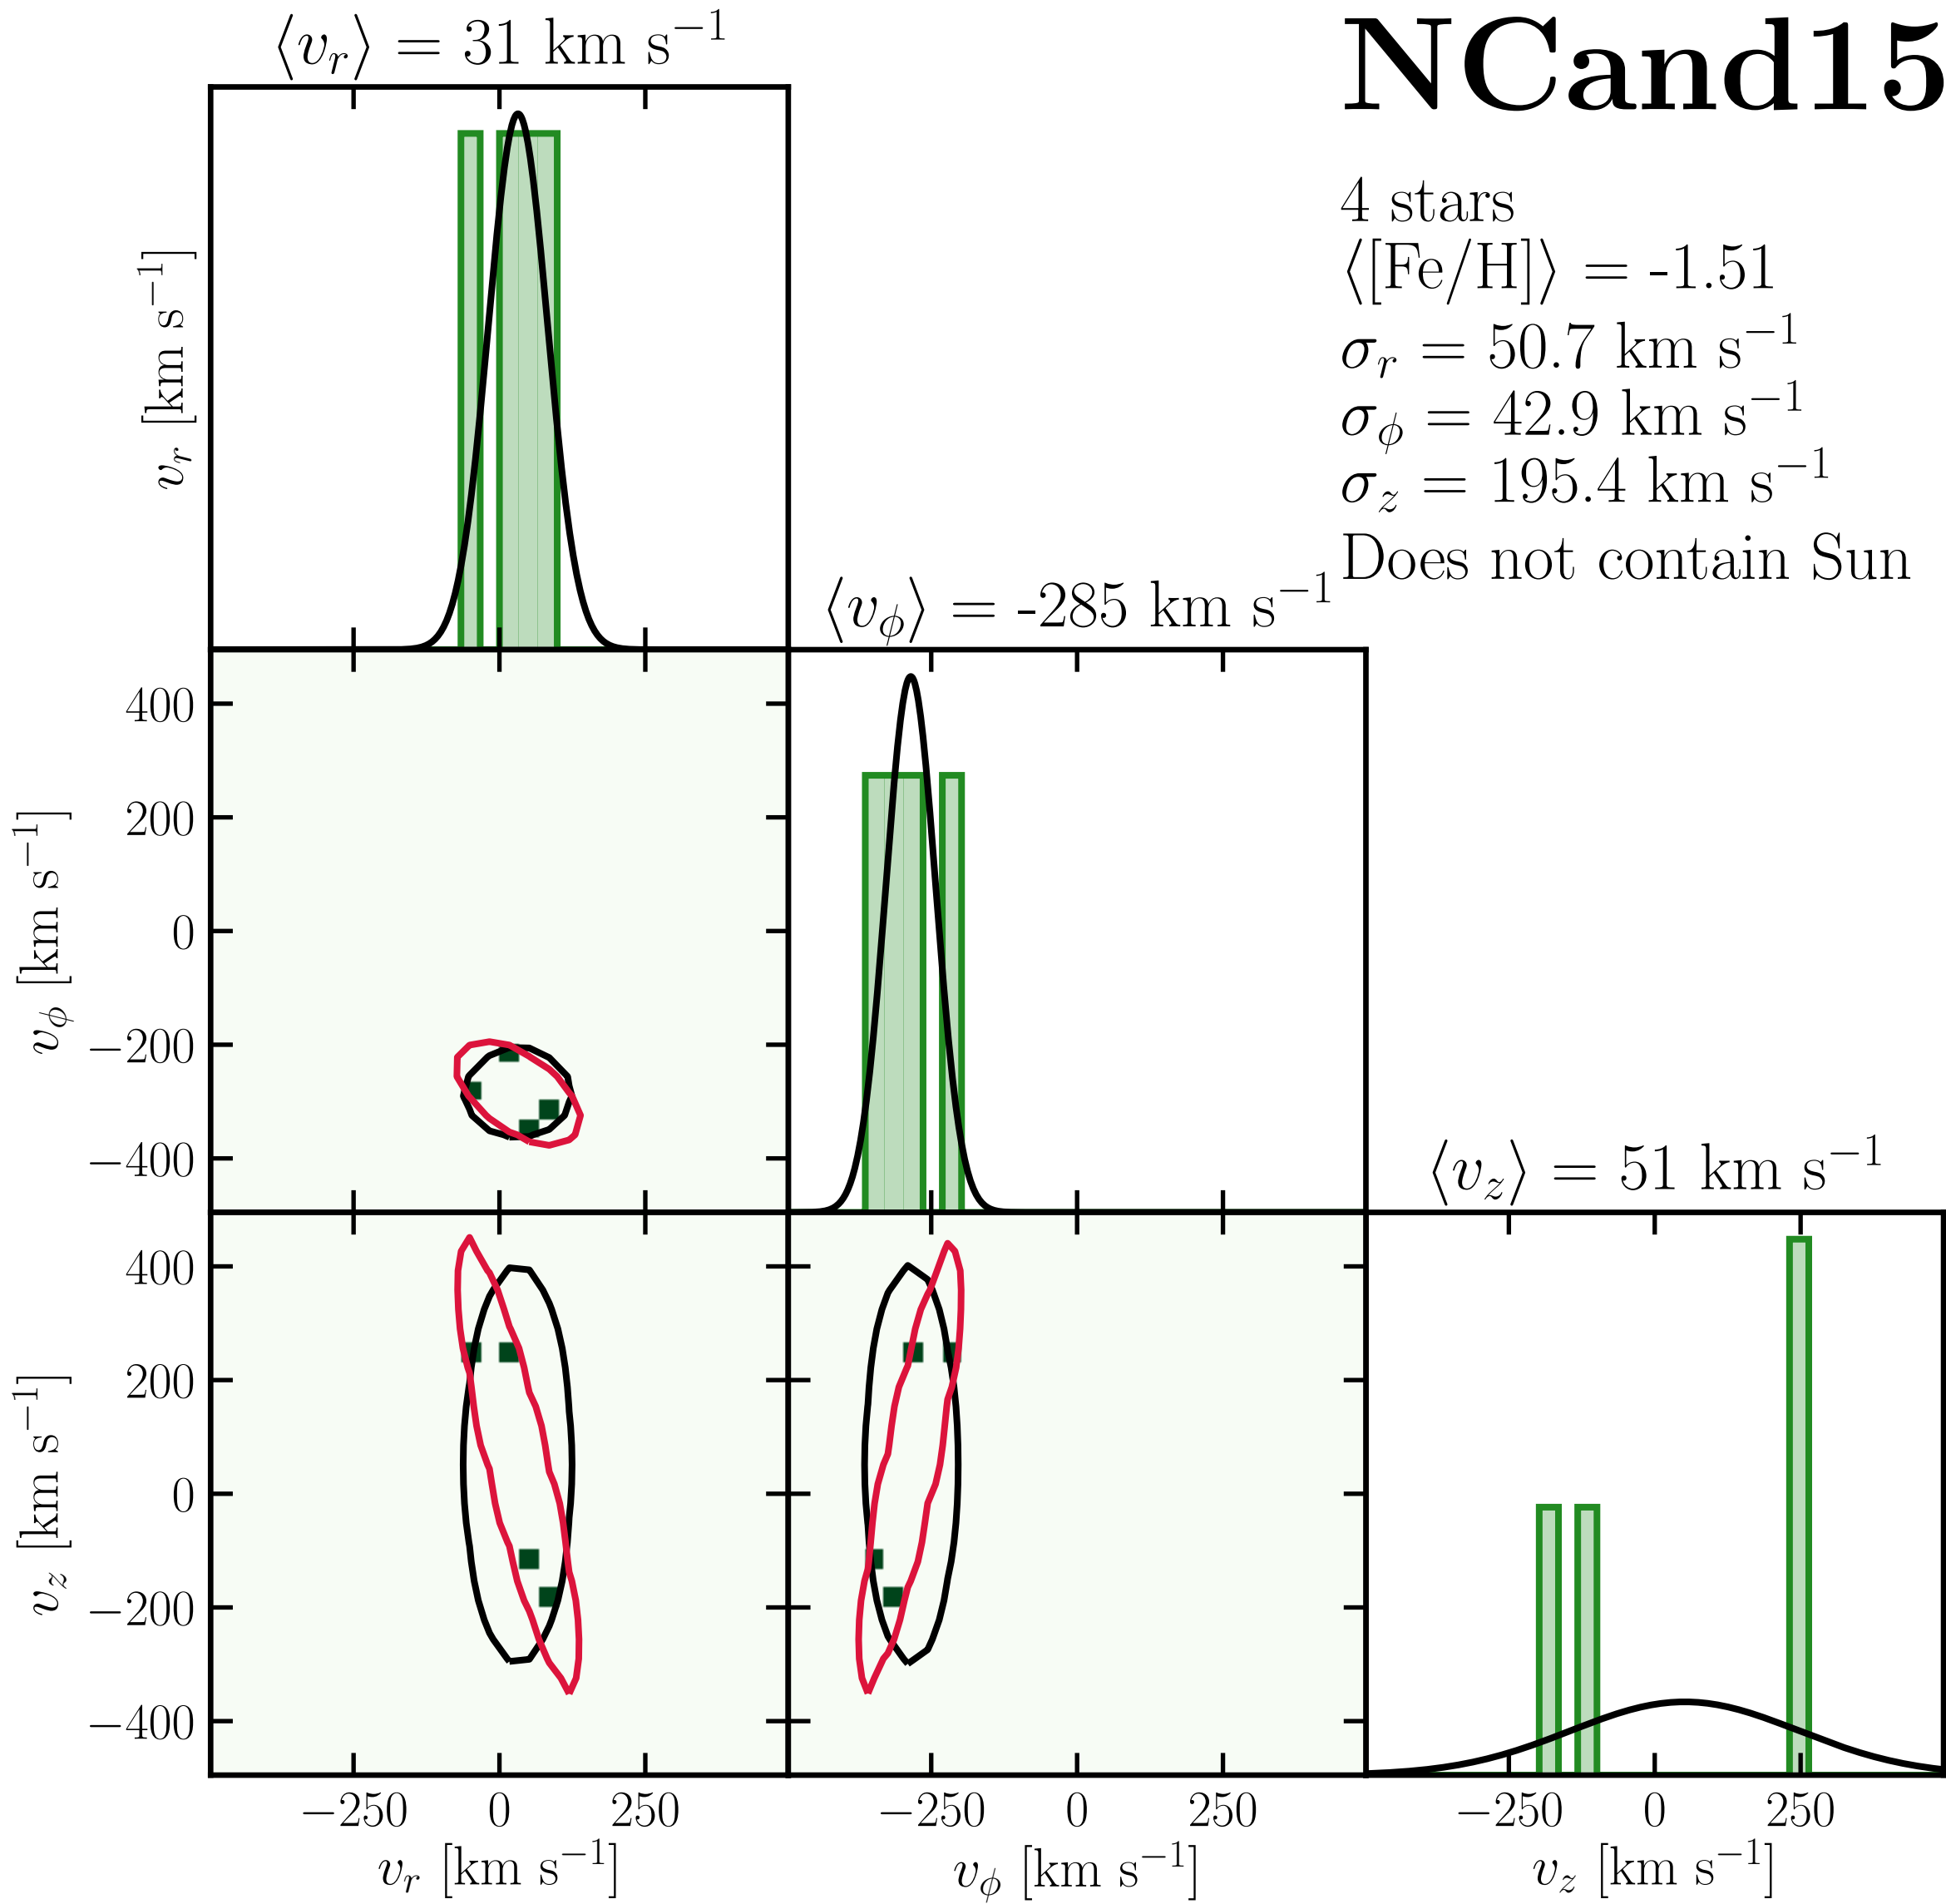 ⟨v_r⟩ = 31 km s⁻¹
NCand15
4 stars
⟨[Fe/H]⟩ = -1.51
σ_r = 50.7 km s⁻¹
σ_ϕ = 42.9 km s⁻¹
σ_z = 195.4 km s⁻¹
Does not contain Sun
v_r [km s⁻¹]
⟨v_ϕ⟩ = -285 km s⁻¹
400
200
0
−200
−400
v_ϕ [km s⁻¹]
⟨v_z⟩ = 51 km s⁻¹
400
200
0
−200
−400
v_z [km s⁻¹]
−250 0 250
−250 0 250
−250 0 250
v_r [km s⁻¹]
v_ϕ [km s⁻¹]
v_z [km s⁻¹]